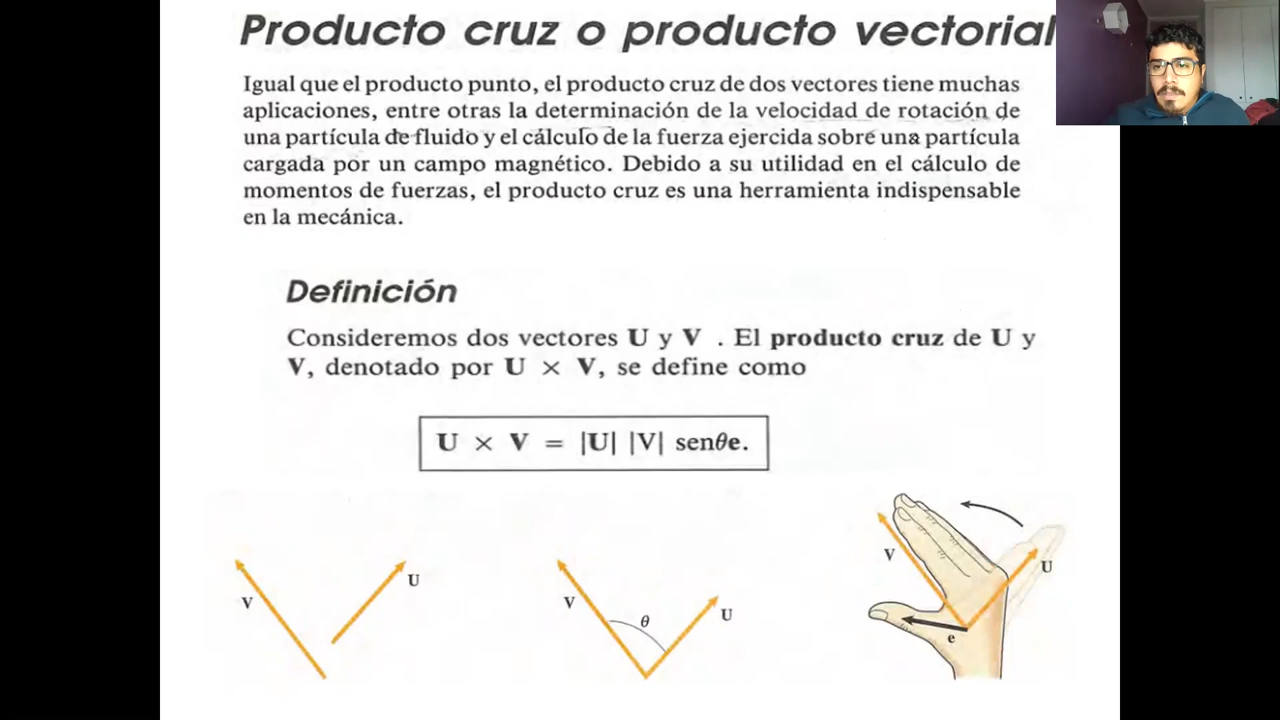 Producto cruz o producto vectorial
Igual que el producto punto, el producto cruz de dos vectores tiene muchas
aplicaciones, entre otras la determinación de la velocidad de rotación de
una partícula de fluido y el cálculo de la fuerza ejercida sobre una partícula
cargada por un campo magnético. Debido a su utilidad en el cálculo de
momentos de fuerzas, el producto cruz es una herramienta indispensable
en la mecánica.
Definición
Consideremos dos vectores U y V . El producto cruz de U y
V, denotado por U × V, se define como
U × V = |U| |V| senθe.
V
U
V
θ
U
V
U
e